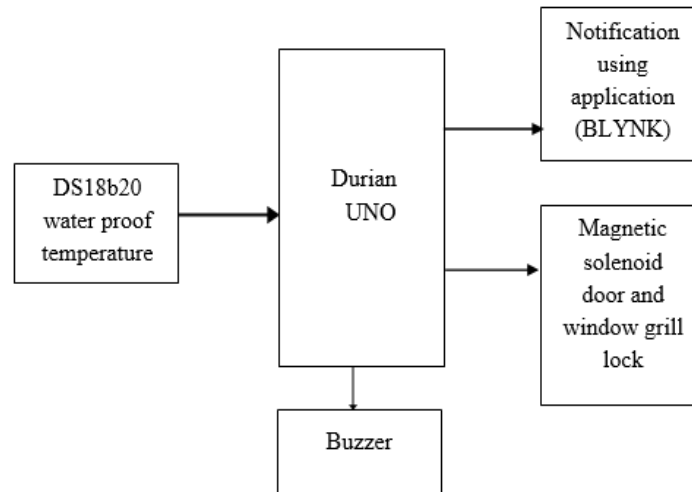 DS18b20
water proof
temperature
Durian
UNO
Notification
using
application
(BLYNK)
Magnetic
solenoid
door and
window grill
lock
Buzzer